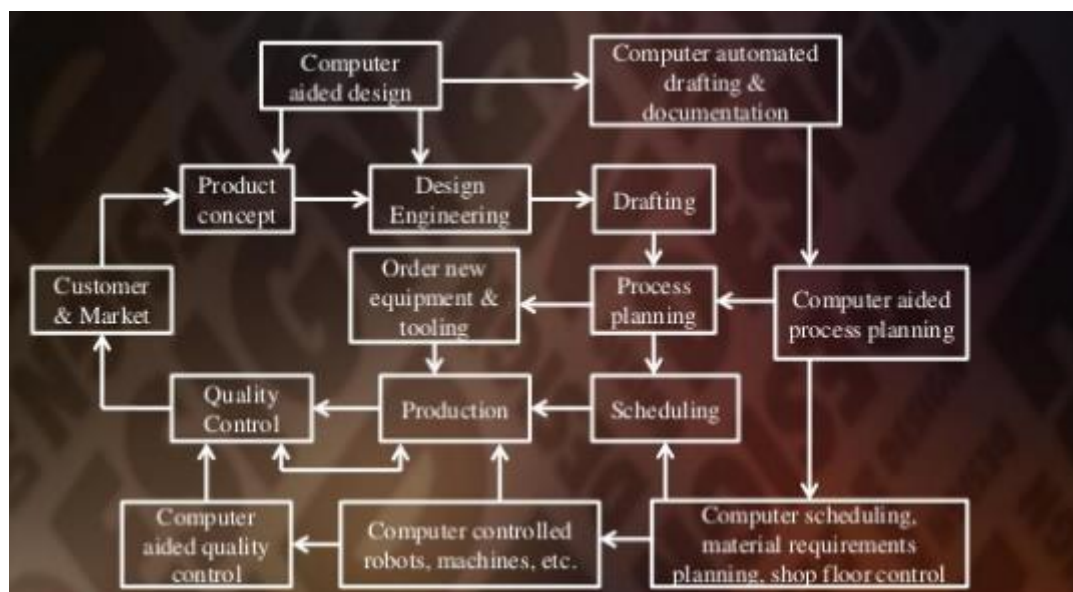 Computer
aided design
Computer automated
drafting &
documentation
Product
concept
Design
Engineering
Drafting
Customer
& Market
Order new
equipment &
tooling
Process
planning
Computer aided
process planning
Quality
Control
Production
Scheduling
Computer
aided quality
control
Computer controlled
robots, machines, etc.
Computer scheduling,
material requirements
planning, shop floor control